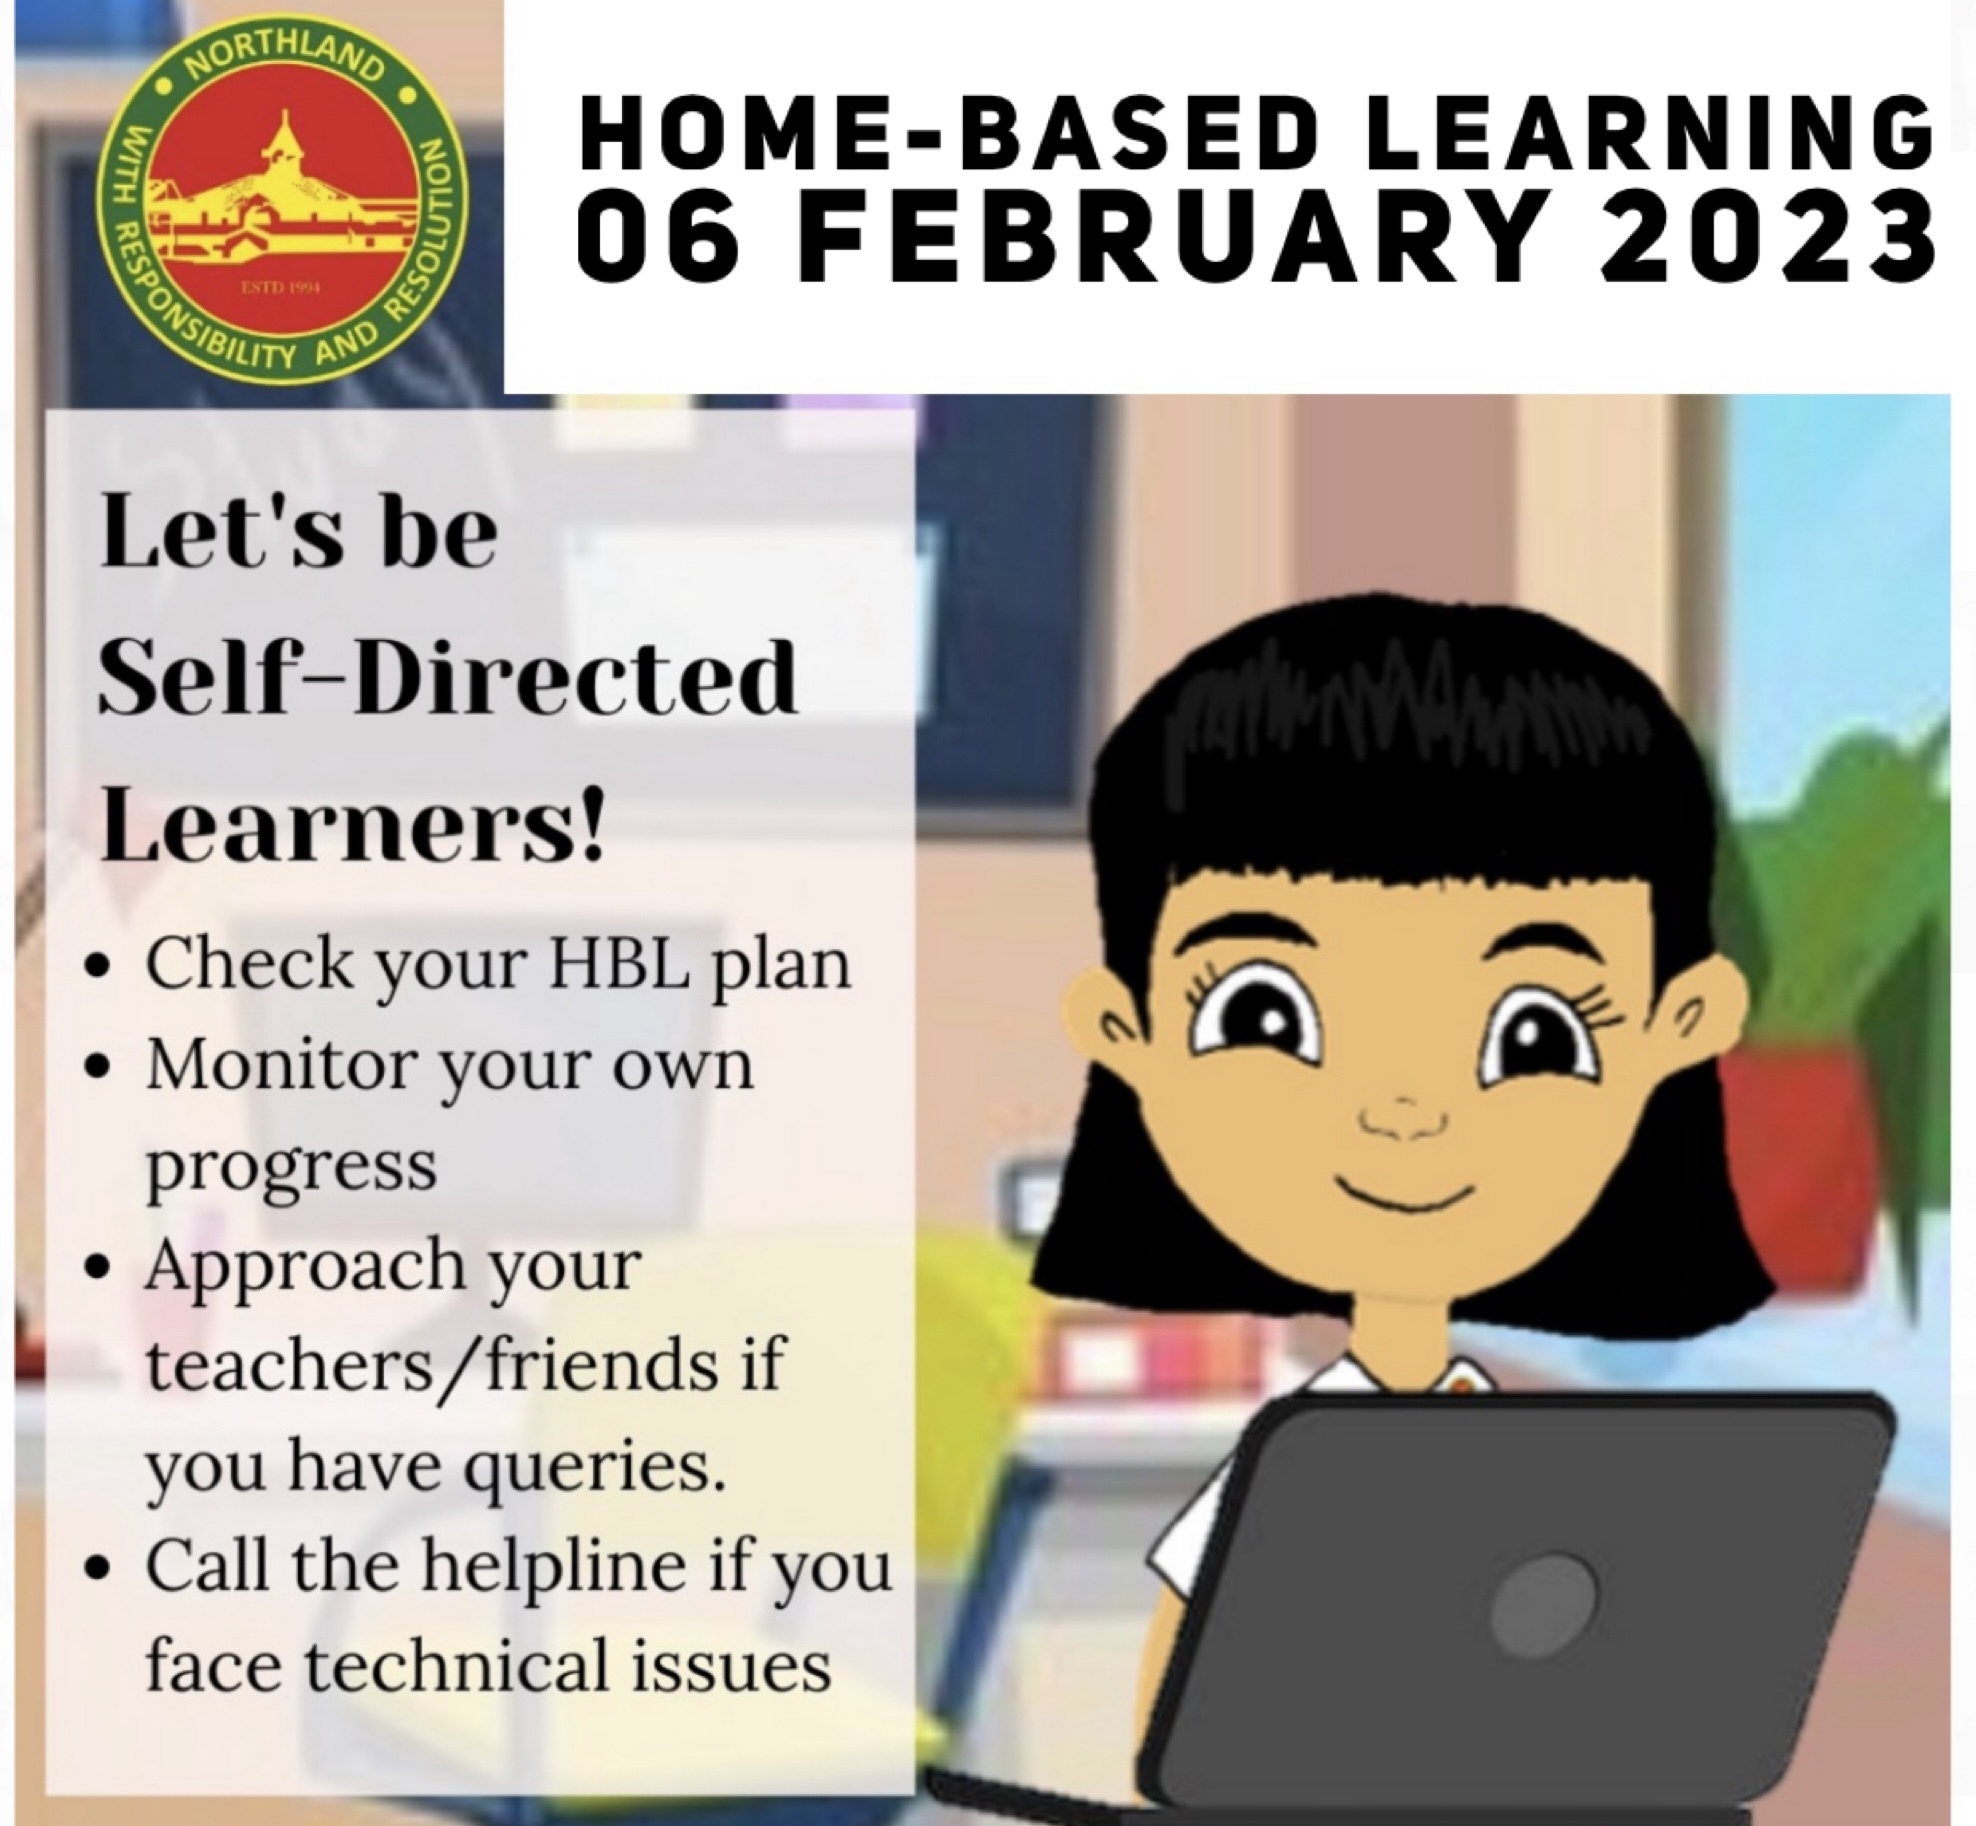 NORTHLAND
WITH RESPONSIBILITY AND RESOLUTION
ESTD 1994
HOME-BASED LEARNING
06 FEBRUARY 2023
Study
Let's be
Self-Directed
Learners!
• Check your HBL plan
• Monitor your own
progress
• Approach your
teachers/friends if
you have queries.
• Call the helpline if you
face technical issues